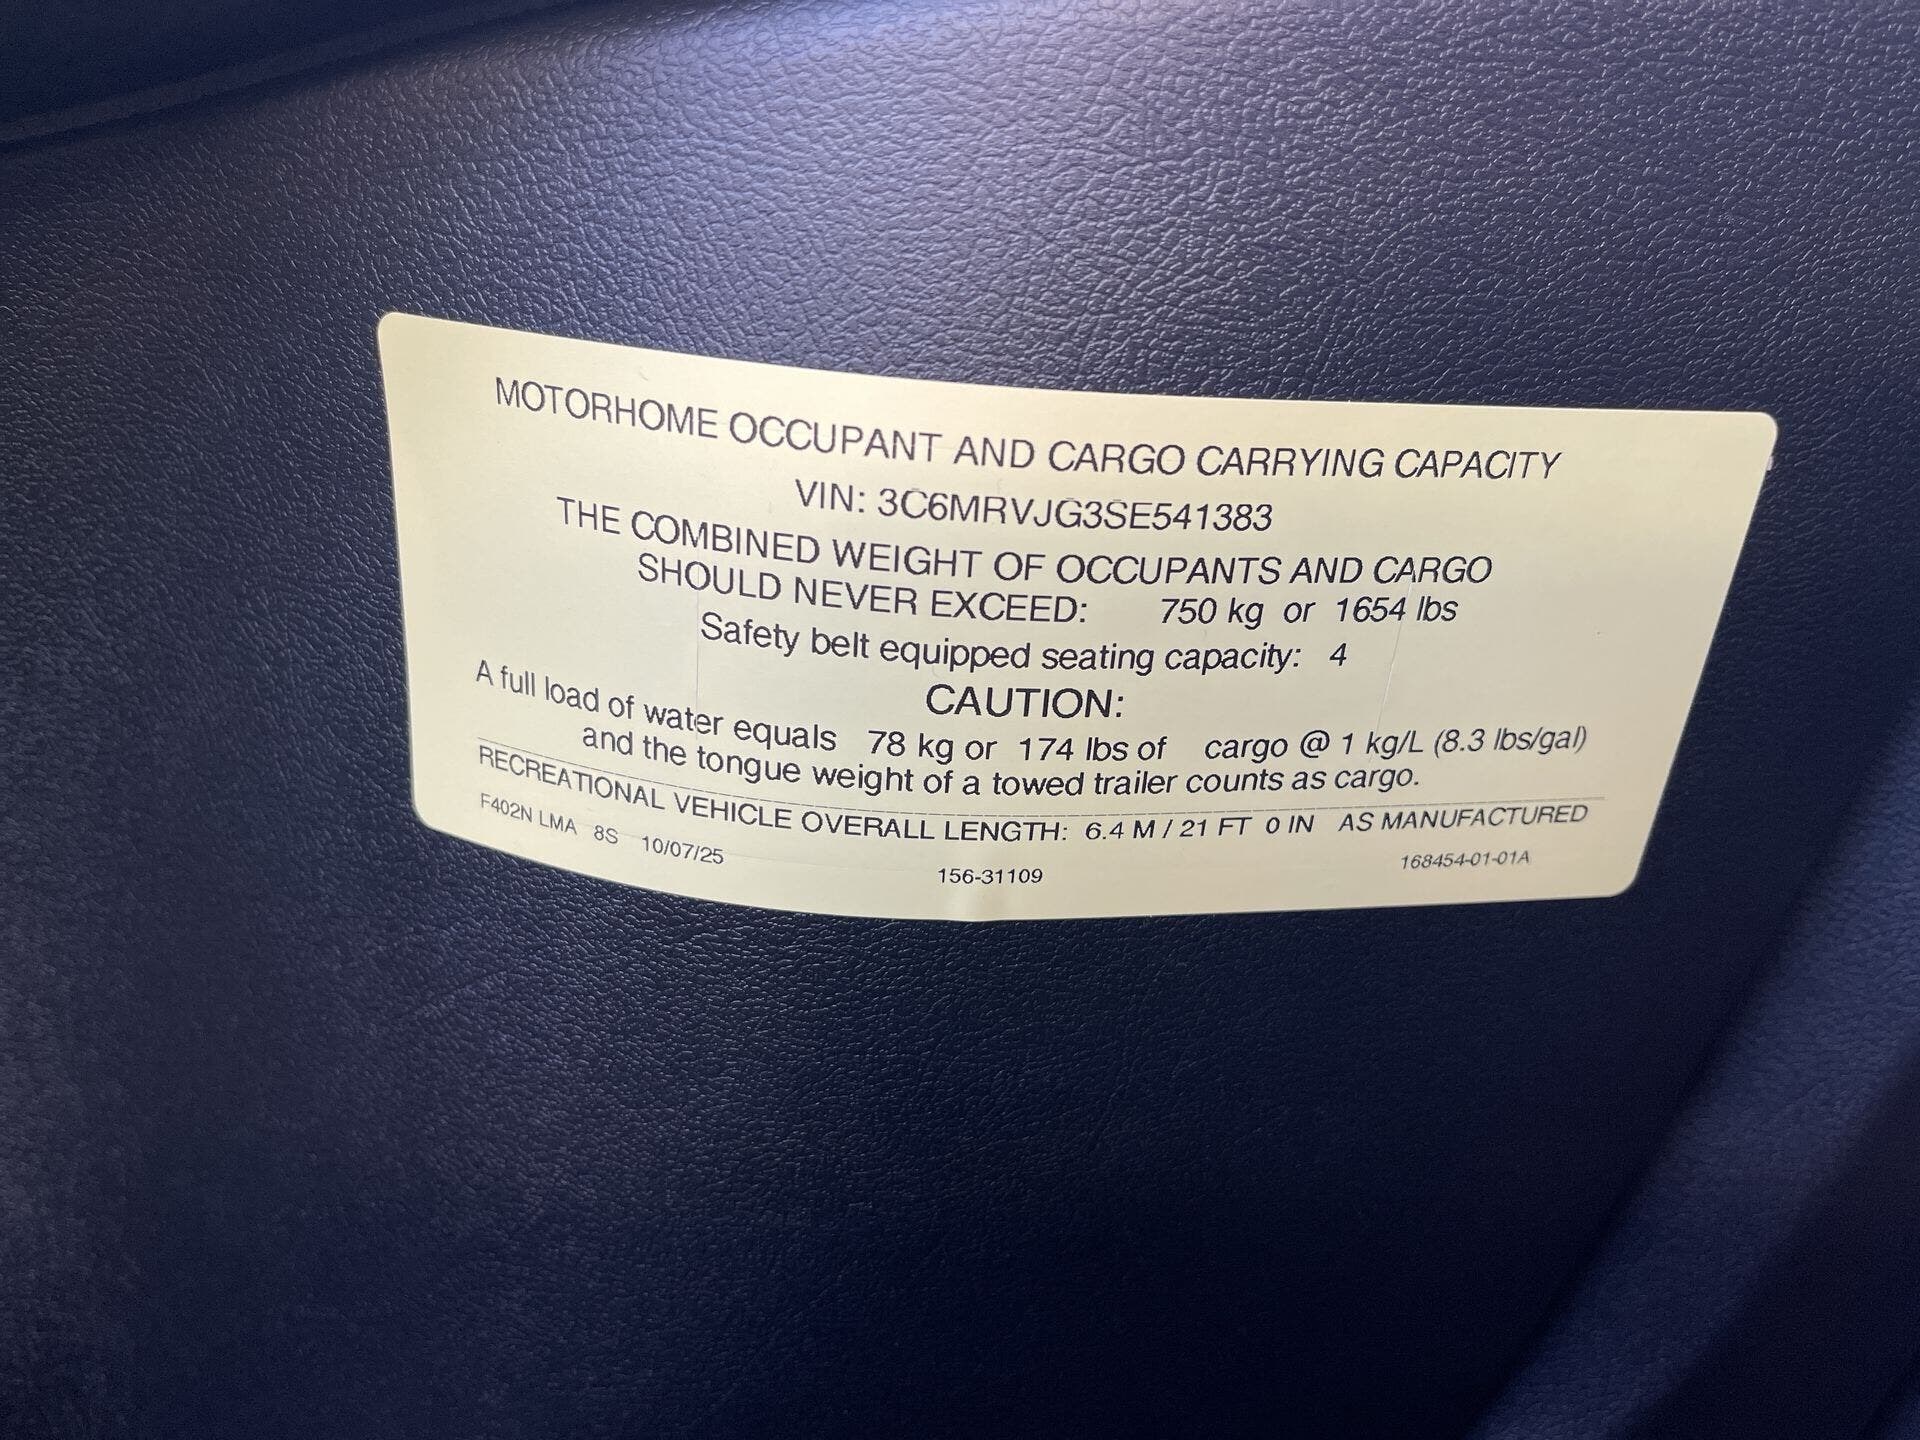 MOTORHOME OCCUPANT AND CARGO CARRYING CAPACITY
VIN: 3C6MRVJG3SE541383
THE COMBINED WEIGHT OF OCCUPANTS AND CARGO
SHOULD NEVER EXCEED: 750 kg or 1654 lbs
Safety belt equipped seating capacity: 4
CAUTION:
A full load of water equals 78 kg or 174 lbs of cargo @ 1 kg/L (8.3 lbs/gal)
and the tongue weight of a towed trailer counts as cargo.
RECREATIONAL VEHICLE OVERALL LENGTH: 6.4 M / 21 FT 0 IN AS MANUFACTURED
F402N LMA 8S 10/07/25 156-31109 168454-01-01A